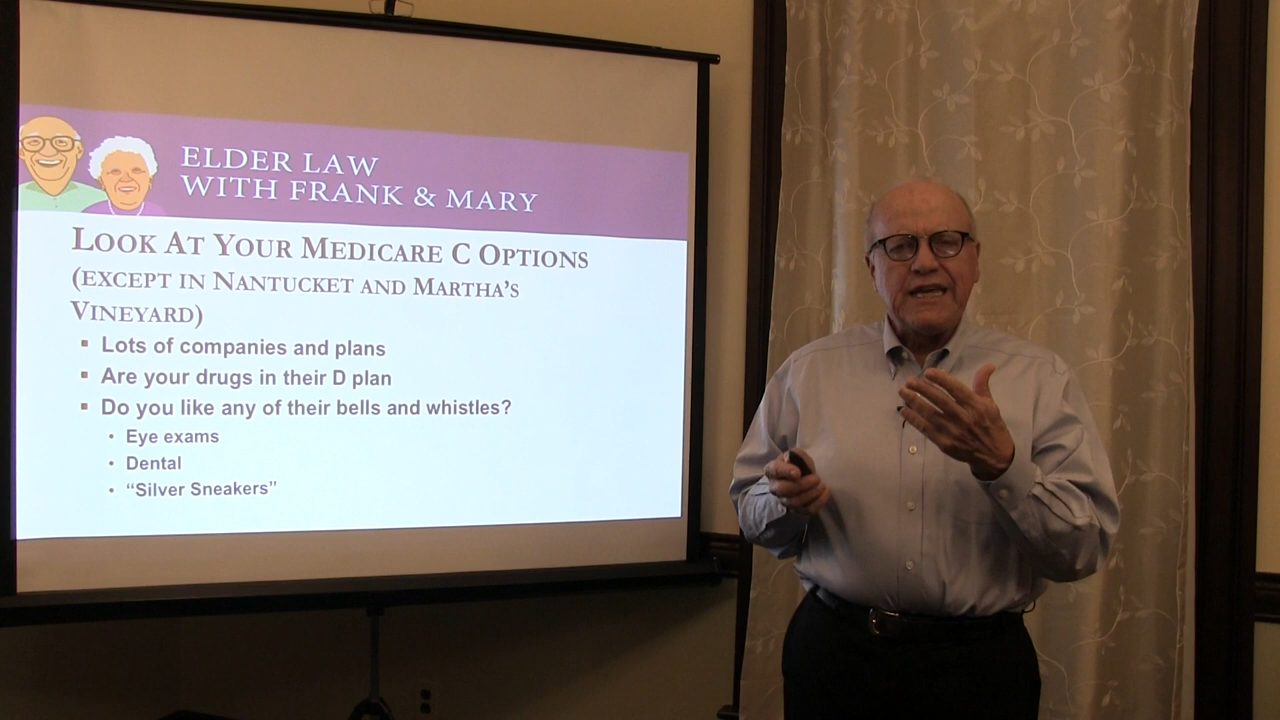 ELDER LAW
WITH FRANK & MARY
LOOK AT YOUR MEDICARE C OPTIONS
(EXCEPT IN NANTUCKET AND MARTHA'S
VINEYARD)
▪ Lots of companies and plans
▪ Are your drugs in their D plan
▪ Do you like any of their bells and whistles?
• Eye exams
• Dental
• “Silver Sneakers”